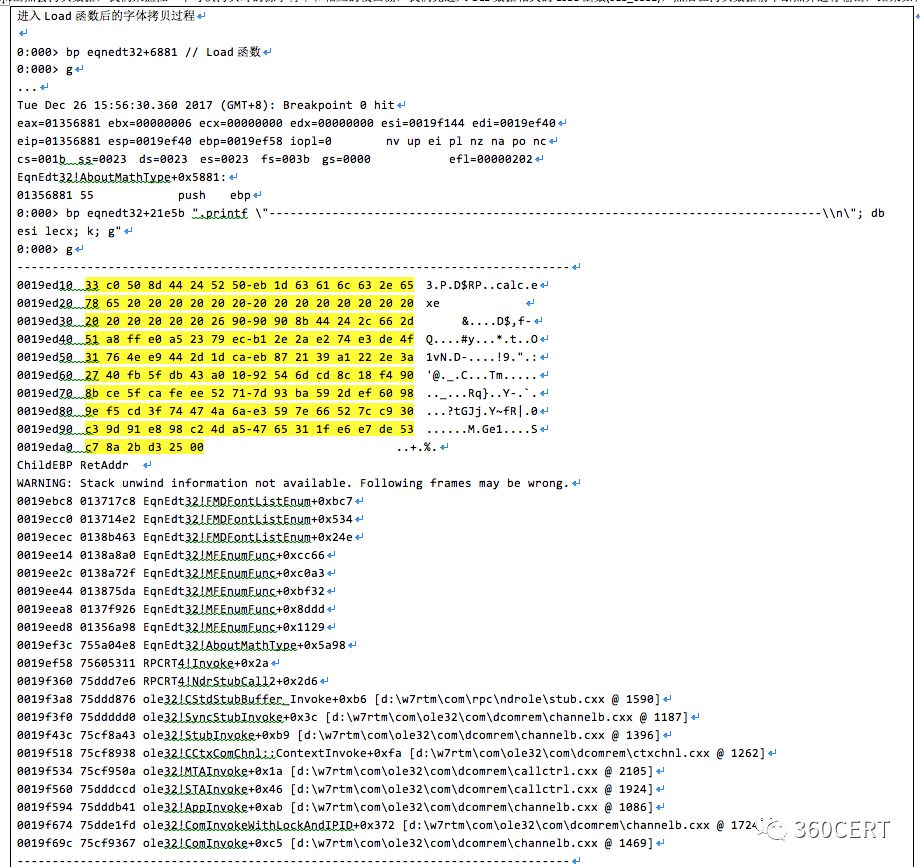 进入 Load 函数后的字体拷贝过程↵
↵
0:000> bp eqnedt32+6881 // Load 函数↵
0:000> g↵
...↵
Tue Dec 26 15:56:30.360 2017 (GMT+8): Breakpoint 0 hit↵
eax=01356881 ebx=00000006 ecx=00000000 edx=00000000 esi=0019f144 edi=0019ef40↵
eip=01356881 esp=0019ef40 ebp=0019ef58 iopl=0 nv up ei pl nz na po nc↵
cs=001b ss=0023 ds=0023 es=0023 fs=003b gs=0000 efl=00000202↵
EqnEdt32!AboutMathType+0x5881:↵
01356881 55 push ebp↵
0:000> bp eqnedt32+21e5b ".printf \"-------------------------------------------------------------------------------\\n\"; db
esi lecx; k; g"↵
0:000> g↵
-------------------------------------------------------------------------------↵
0019ed10 33 c0 50 8d 44 24 52 50-eb 1d 63 61 6c 63 2e 65 3.P.D$RP..calc.e↵
0019ed20 78 65 20 20 20 20 20 20-20 20 20 20 20 20 20 20 xe ↵
0019ed30 20 20 20 20 20 20 26 90-90 90 8b 44 24 2c 66 2d &....D$,f-↵
0019ed40 51 a8 ff e0 a5 23 79 ec-b1 2e 2a e2 74 e3 de 4f Q....#y...*.t..O↵
0019ed50 31 76 4e e9 44 2d 1d ca-eb 87 21 39 a1 22 2e 3a 1vN.D-....!9.".:↵
0019ed60 27 40 fb 5f db 43 a0 10-92 54 6d cd 8c 18 f4 90 '@._.C...Tm.....↵
0019ed70 8b ce 5f ca fe ee 52 71-7d 93 ba 59 2d ef 60 98 .._...Rq}..Y-.`.↵
0019ed80 9e f5 cd 3f 74 47 4a 6a-e3 59 7e 66 52 7c c9 30 ...?tGJj.Y~fR|.0↵
0019ed90 c3 9d 91 e8 98 c2 4d a5-47 65 31 1f e6 e7 de 53 ......M.Ge1....S↵
0019eda0 c7 8a 2b d3 25 00 ..+.%.↵
ChildEBP RetAddr ↵
WARNING: Stack unwind information not available. Following frames may be wrong.↵
0019ebc8 013717c8 EqnEdt32!FMDFontListEnum+0xbc7↵
0019ecc0 013714e2 EqnEdt32!FMDFontListEnum+0x534↵
0019ecec 0138b463 EqnEdt32!FMDFontListEnum+0x24e↵
0019ee14 0138a8a0 EqnEdt32!MFEnumFunc+0xcc66↵
0019ee2c 0138a72f EqnEdt32!MFEnumFunc+0xc0a3↵
0019ee44 013875da EqnEdt32!MFEnumFunc+0xbf32↵
0019eea8 0137f926 EqnEdt32!MFEnumFunc+0x8ddd↵
0019eed8 01356a98 EqnEdt32!MFEnumFunc+0x1129↵
0019ef3c 755a04e8 EqnEdt32!AboutMathType+0x5a98↵
0019ef58 75605311 RPCRT4!Invoke+0x2a↵
0019f360 75ddd7e6 RPCRT4!NdrStubCall2+0x2d6↵
0019f3a8 75ddd876 ole32!CStdStubBuffer_Invoke+0xb6 [d:\w7rtm\com\rpc\ndrole\stub.cxx @ 1590]↵
0019f3f0 75ddddd0 ole32!SyncStubInvoke+0x3c [d:\w7rtm\com\ole32\com\dcomrem\channelb.cxx @ 1187]↵
0019f43c 75cf8a43 ole32!StubInvoke+0xb9 [d:\w7rtm\com\ole32\com\dcomrem\channelb.cxx @ 1396]↵
0019f518 75cf8938 ole32!CCtxComChnl::ContextInvoke+0xfa [d:\w7rtm\com\ole32\com\dcomrem\ctxchnl.cxx @ 1262]↵
0019f534 75cf950a ole32!MTAInvoke+0x1a [d:\w7rtm\com\ole32\com\dcomrem\callctrl.cxx @ 2105]↵
0019f560 75dddccd ole32!STAInvoke+0x46 [d:\w7rtm\com\ole32\com\dcomrem\callctrl.cxx @ 1924]↵
0019f594 75dddb41 ole32!AppInvoke+0xab [d:\w7rtm\com\ole32\com\dcomrem\channelb.cxx @ 1086]↵
0019f674 75dde1fd ole32!ComInvokeWithLockAndIPID+0x372 [d:\w7rtm\com\ole32\com\dcomrem\channelb.cxx @ 1724
360CERT
0019f69c 75cf9367 ole32!ComInvoke+0xc5 [d:\w7rtm\com\ole32\com\dcomrem\channelb.cxx @ 1469]↵
-------------------------------------------------------------------------------↵